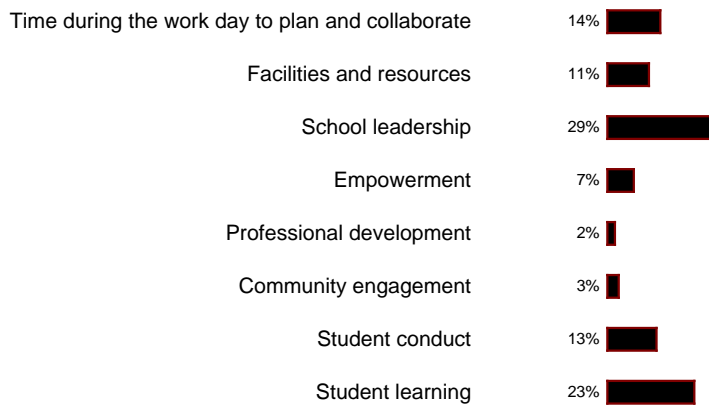 Time during the work day to plan and collaborate 14%
Facilities and resources 11%
School leadership 29%
Empowerment 7%
Professional development 2%
Community engagement 3%
Student conduct 13%
Student learning 23%